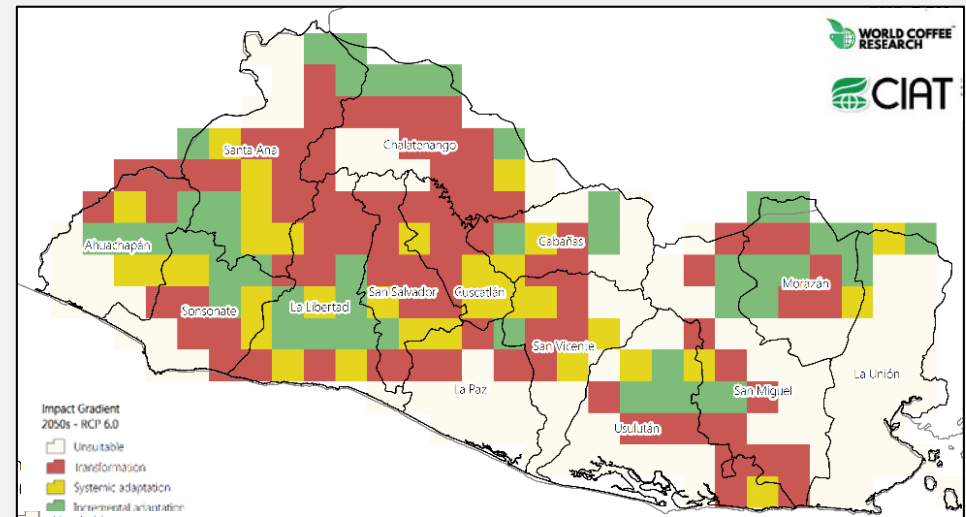 WORLD COFFEE™
RESEARCH
CIAT
Santa Ana
Chalatenango
Ahuachapán
Cabañas
Sonsonate
La Libertad
San Salvador
Cuscatlán
Morazán
San Vicente
La Paz
San Miguel
La Unión
Usulután
Impact Gradient
2050s - RCP 6.0
Unsuitable
Transformation
Systemic adaptation
Incremental adaptation